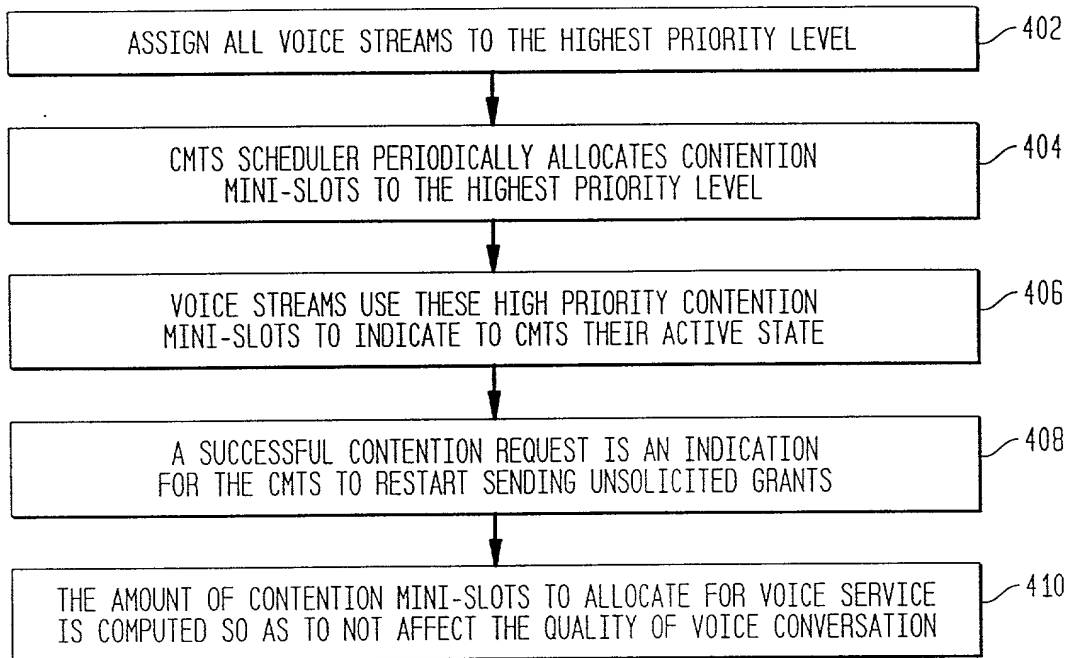 ASSIGN ALL VOICE STREAMS TO THE HIGHEST PRIORITY LEVEL
402
CMTS SCHEDULER PERIODICALLY ALLOCATES CONTENTION
MINI-SLOTS TO THE HIGHEST PRIORITY LEVEL
404
VOICE STREAMS USE THESE HIGH PRIORITY CONTENTION
MINI-SLOTS TO INDICATE TO CMTS THEIR ACTIVE STATE
406
A SUCCESSFUL CONTENTION REQUEST IS AN INDICATION
FOR THE CMTS TO RESTART SENDING UNSOLICITED GRANTS
408
THE AMOUNT OF CONTENTION MINI-SLOTS TO ALLOCATE FOR VOICE SERVICE
IS COMPUTED SO AS TO NOT AFFECT THE QUALITY OF VOICE CONVERSATION
410